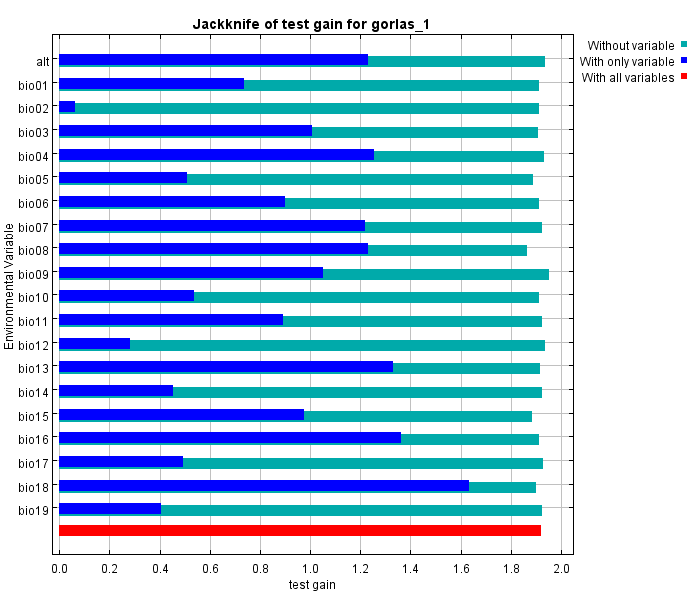 Jackknife of test gain for gorlas_1
Without variable
With only variable
With all variables
Environmental Variable
alt
bio01
bio02
bio03
bio04
bio05
bio06
bio07
bio08
bio09
bio10
bio11
bio12
bio13
bio14
bio15
bio16
bio17
bio18
bio19
0.0 0.2 0.4 0.6 0.8 1.0 1.2 1.4 1.6 1.8 2.0
test gain